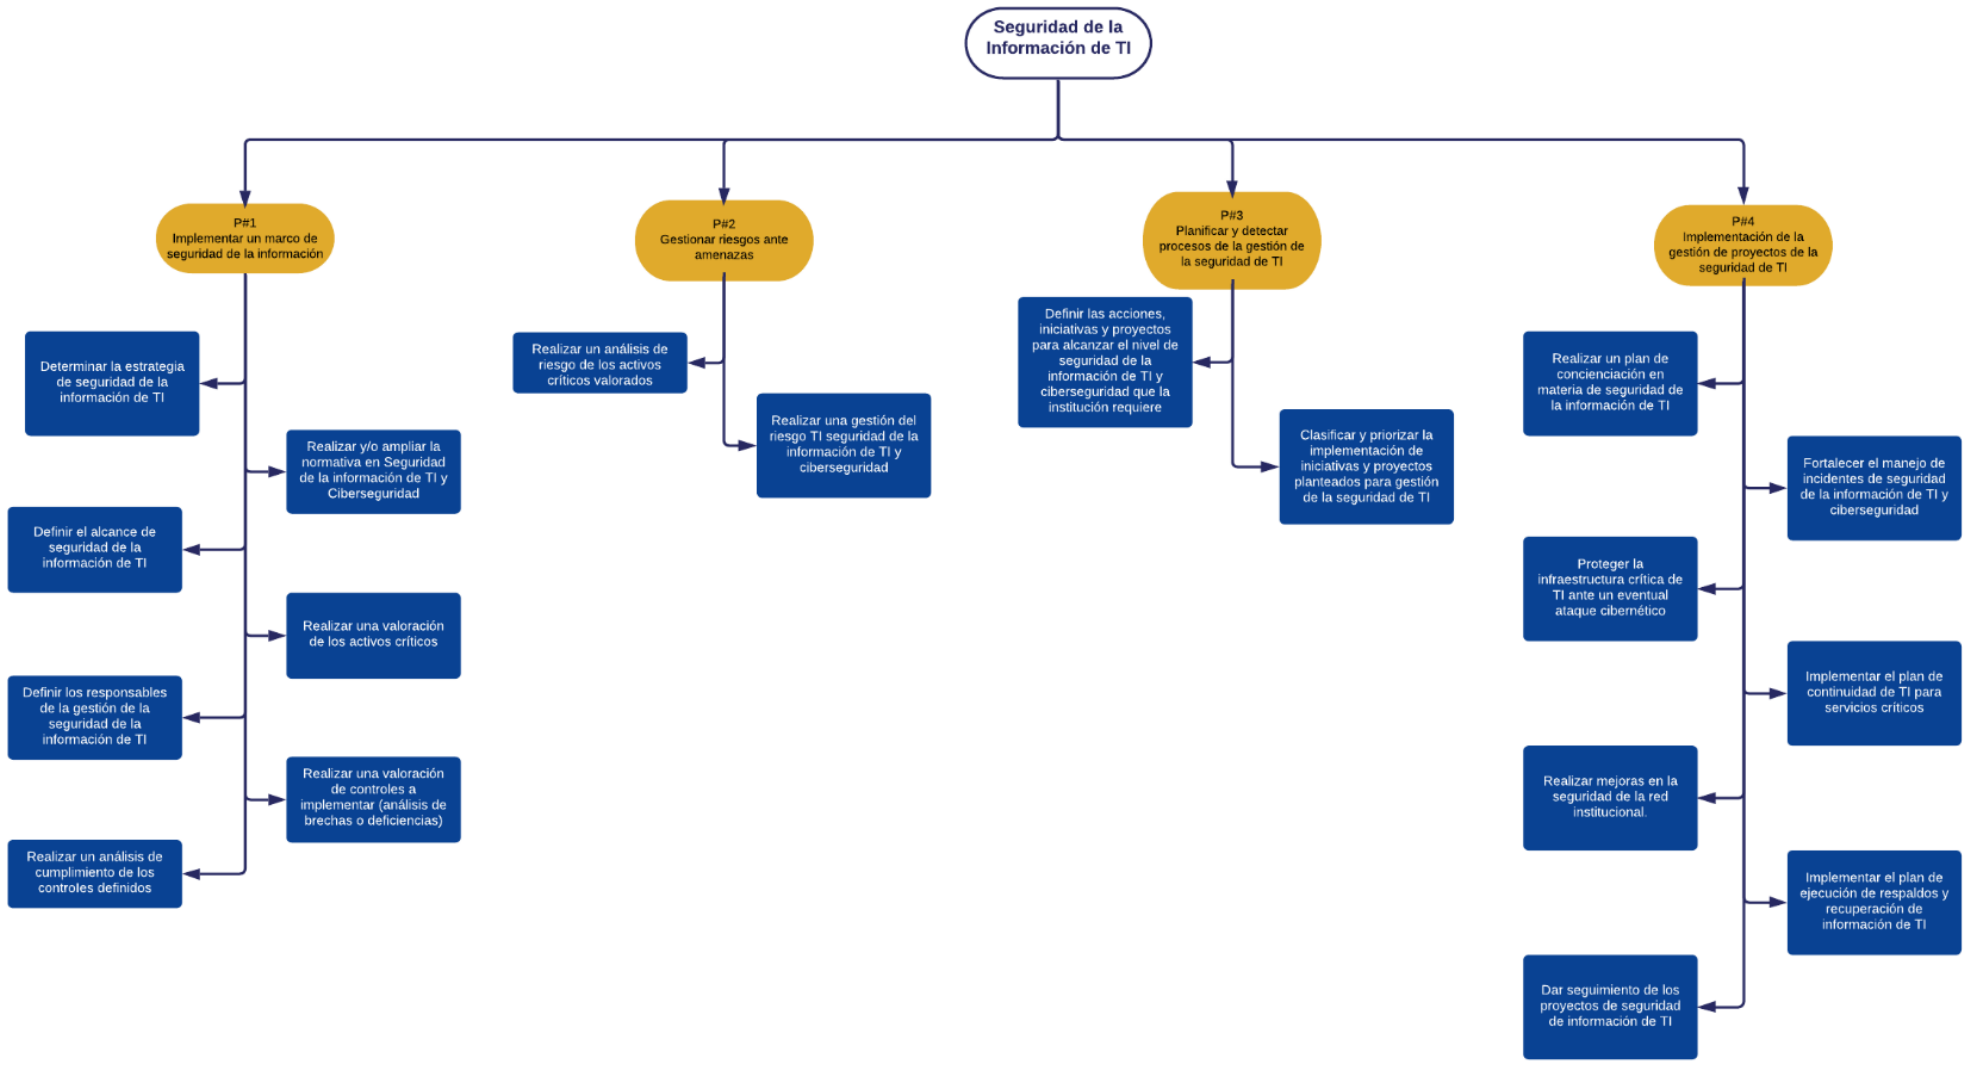 Seguridad de la
Información de TI
P#1
Implementar un marco de
seguridad de la información
Determinar la estrategia
de seguridad de la
información de TI
Realizar y/o ampliar la
normativa en Seguridad
de la información de TI y
Ciberseguridad
Definir el alcance de
seguridad de la
información de TI
Realizar una valoración
de los activos críticos
Definir los responsables
de la gestión de la
seguridad de la
información de TI
Realizar una valoración
de controles a
implementar (análisis de
brechas o deficiencias)
Realizar un análisis de
cumplimiento de los
controles definidos
P#2
Gestionar riesgos ante
amenazas
Realizar un análisis de
riesgo de los activos
críticos valorados
Realizar una gestión del
riesgo TI seguridad de la
información de TI y
ciberseguridad
P#3
Planificar y detectar
procesos de la gestión de
la seguridad de TI
Definir las acciones,
iniciativas y proyectos
para alcanzar el nivel de
seguridad de la
información de TI y
ciberseguridad que la
institución requiere
Clasificar y priorizar la
implementación de
iniciativas y proyectos
planteados para gestión
de la seguridad de TI
P#4
Implementación de la
gestión de proyectos de la
seguridad de TI
Realizar un plan de
concienciación en
materia de seguridad de
la información de TI
Fortalecer el manejo de
incidentes de seguridad
de la información de TI y
ciberseguridad
Proteger la
infraestructura crítica de
TI ante un eventual
ataque cibernético
Implementar el plan de
continuidad de TI para
servicios críticos
Realizar mejoras en la
seguridad de la red
institucional.
Implementar el plan de
ejecución de respaldos y
recuperación de
información de TI
Dar seguimiento de los
proyectos de seguridad
de información de TI